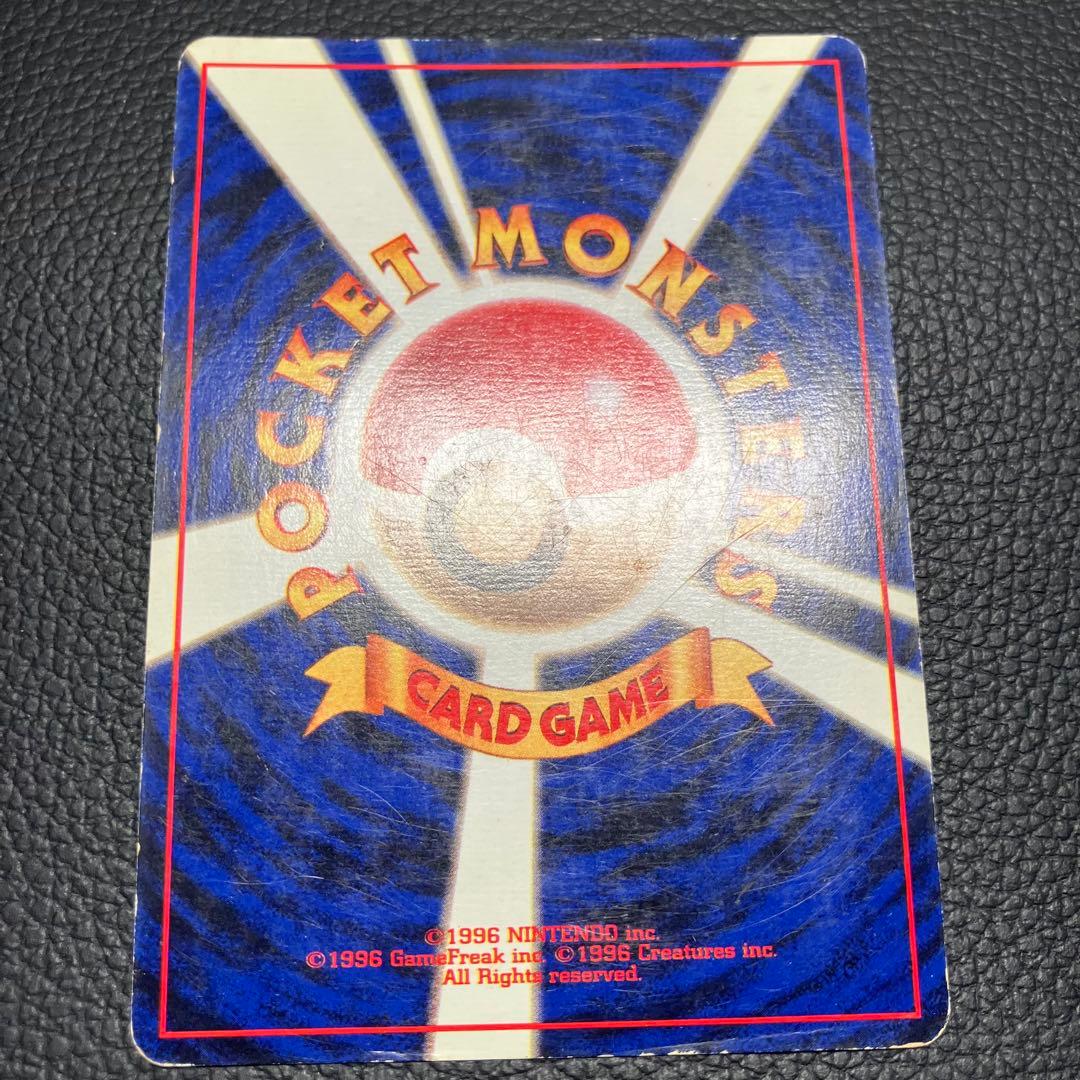 POCKET MONSTERS
CARD GAME
©1996 NINTENDO inc.
©1996 GameFreak inc. ©1996 Creatures inc.
All Rights reserved.